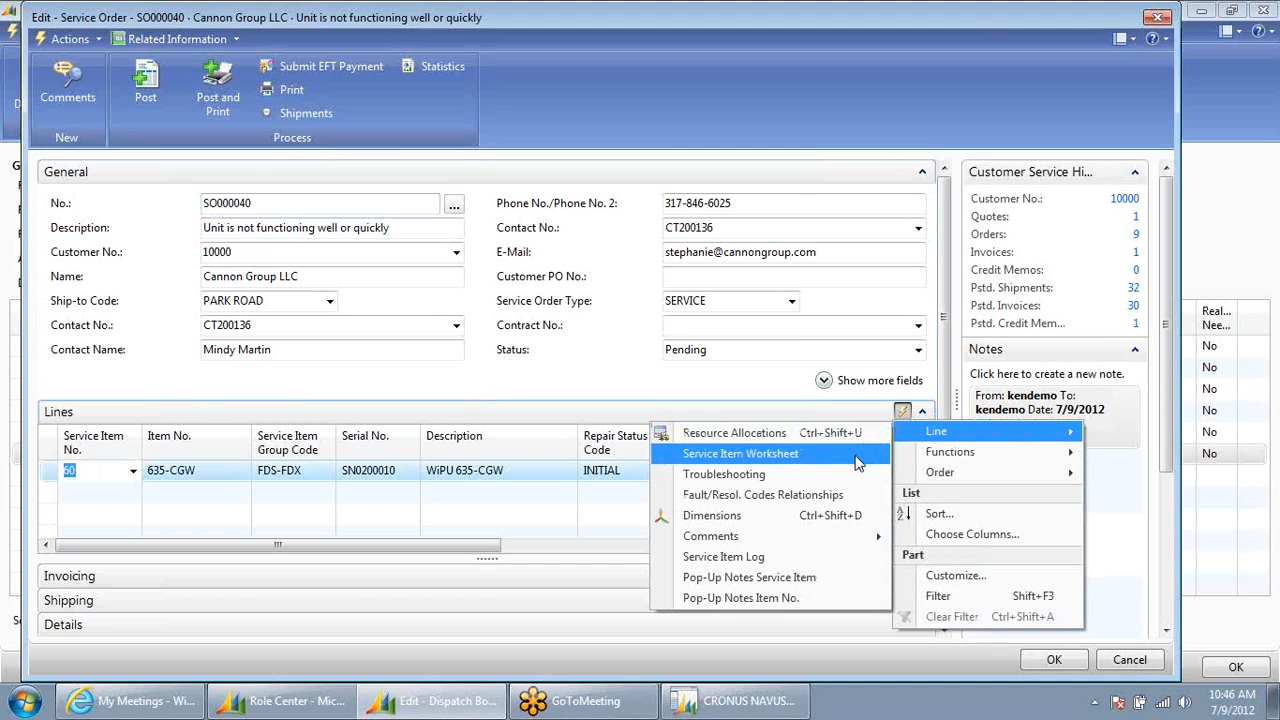 Edit - Service Order - SO000040 · Cannon Group LLC · Unit is not functioning well or quickly
Actions
Related Information
Comments
New
Post
Post and
Print
Submit EFT Payment
Print
Shipments
Statistics
Process
General
No.:
SO000040
...
Description:
Unit is not functioning well or quickly
Customer No.:
10000
Name:
Cannon Group LLC
Ship-to Code:
PARK ROAD
Contact No.:
CT200136
Contact Name:
Mindy Martin
Phone No./Phone No. 2:
317-846-6025
Contact No.:
CT200136
E-Mail:
stephanie@cannongroup.com
Customer PO No.:
Service Order Type:
SERVICE
Contract No.:
Status:
Pending
Show more fields
Customer Service Hi...
Customer No.: 10000
Quotes: 1
Orders: 9
Invoices: 1
Credit Memos: 0
Pstd. Shipments: 32
Pstd. Invoices: 30
Pstd. Credit Mem... 1
Notes
Click here to create a new note.
From: kendemo To:
kendemo Date: 7/9/2012
Lines
Service Item
No.
Item No.
Service Item
Group Code
Serial No.
Description
Repair Status
Code
60
635-CGW
FDS-FDX
SN0200010
WiPU 635-CGW
INITIAL
Resource Allocations Ctrl+Shift+U
Service Item Worksheet
Troubleshooting
Fault/Resol. Codes Relationships
Dimensions Ctrl+Shift+D
Comments
Service Item Log
Pop-Up Notes Service Item
Pop-Up Notes Item No.
Line
Functions
Order
List
Sort...
Choose Columns...
Part
Customize...
Filter Shift+F3
Clear Filter Ctrl+Shift+A
Invoicing
Shipping
Details
OK
Cancel
Real...
Nee...
No
No
No
No
No
No
OK
My Meetings - Wi...
Role Center - Mic...
Edit - Dispatch Bo...
GoToMeeting
CRONUS NAVUS...
10:46 AM
7/9/2012